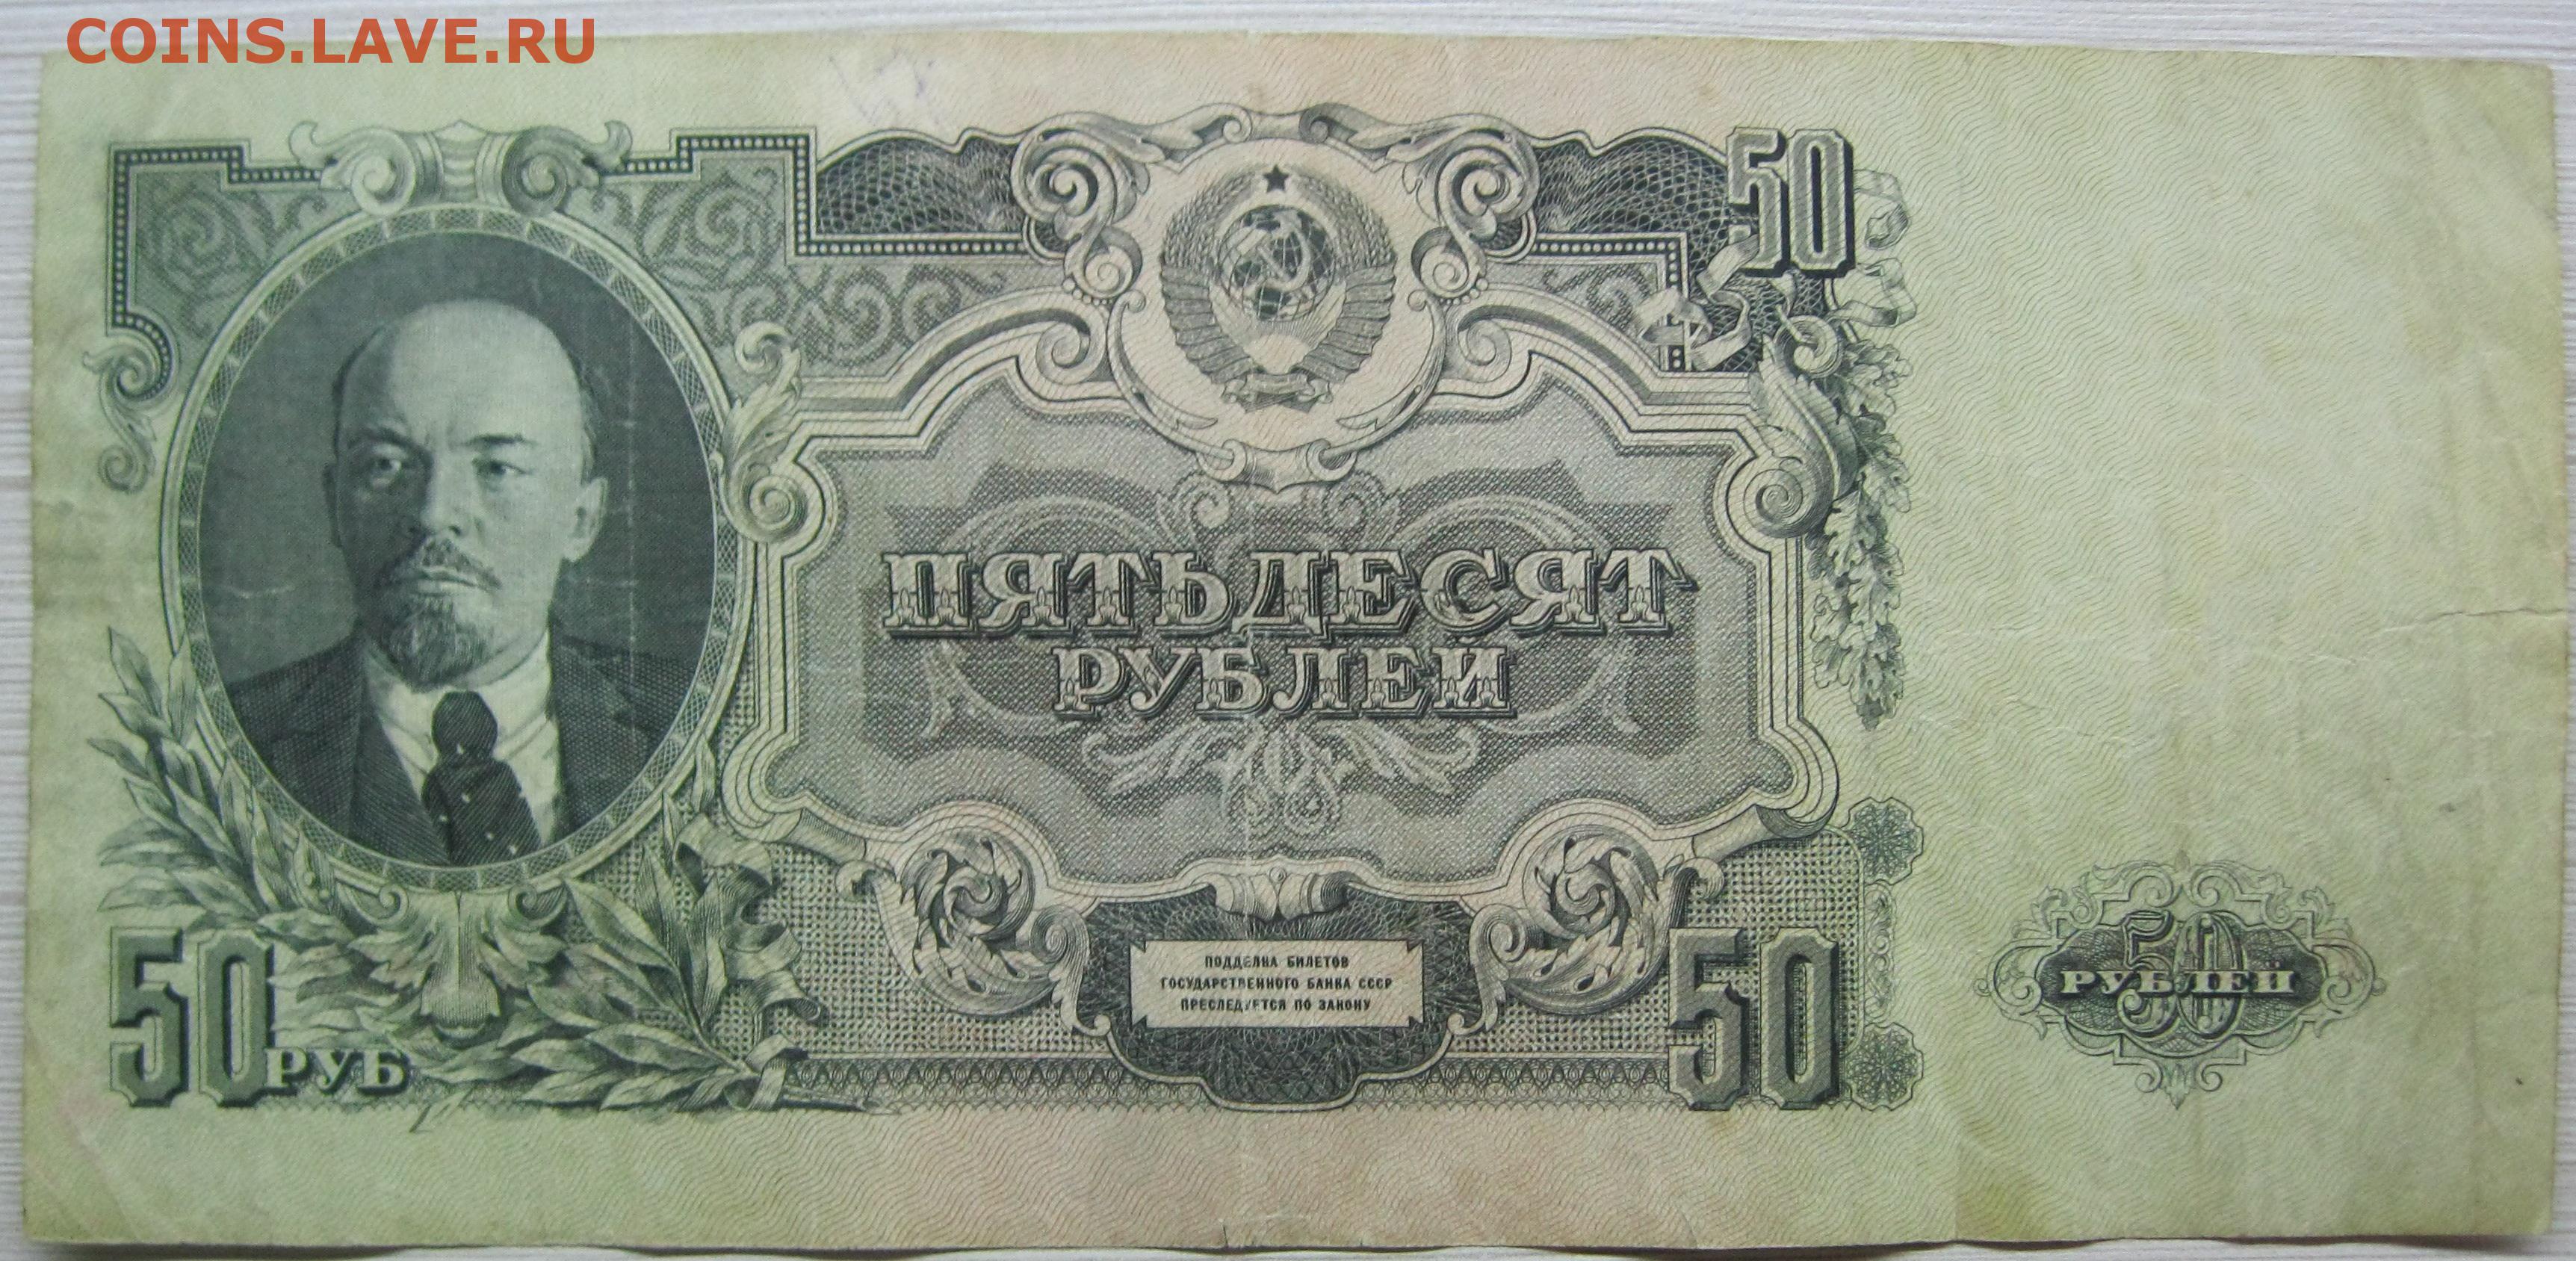 COINS.LAVE.RU
50
ПЯТЬДЕСЯТ
РУБЛЕЙ
50 РУБ
ПОДДЕЛКА БИЛЕТОВ
ГОСУДАРСТВЕННОГО БАНКА СССР
ПРЕСЛЕДУЕТСЯ ПО ЗАКОНУ
50
50
РУБЛЕЙ